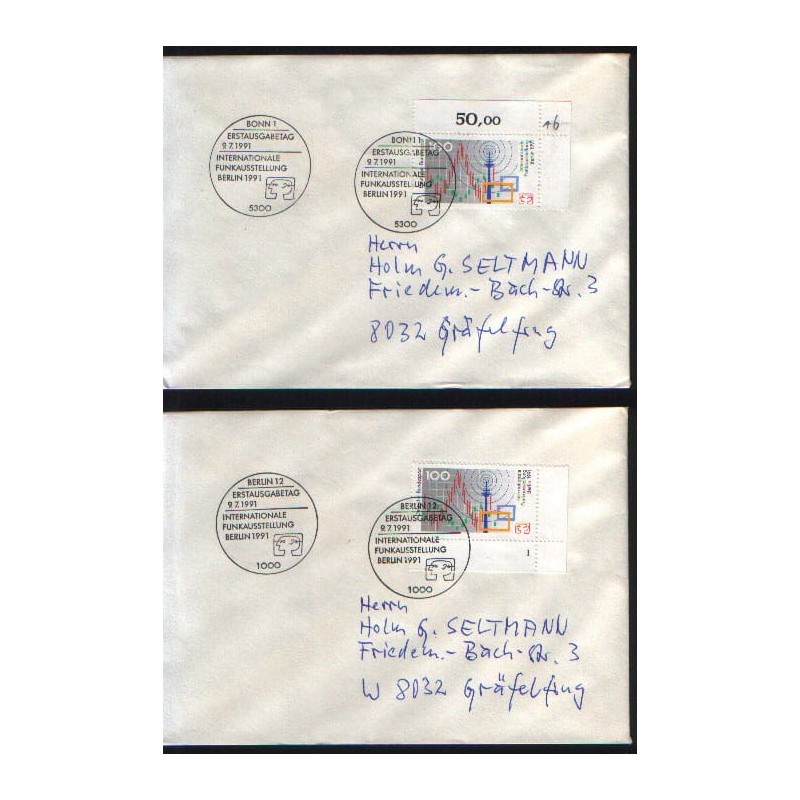 50,00
16
BONN 1
ERSTAUSGABETAG
9.7.1991
INTERNATIONALE
FUNKAUSSTELLUNG
BERLIN 1991
5300
BONN 1
ERSTAUSGABETAG
9.7.1991
INTERNATIONALE
FUNKAUSSTELLUNG
BERLIN 1991
5300
Herrn
Holm G. SELTMANN
Friedem.- Bach-Str. 3
8032 Gräfelfing
BERLIN 12
ERSTAUSGABETAG
9.7.1991
INTERNATIONALE
FUNKAUSSTELLUNG
BERLIN 1991
1000
100
1
BERLIN 12
ERSTAUSGABETAG
9.7.1991
INTERNATIONALE
FUNKAUSSTELLUNG
BERLIN 1991
1000
Herrn
Holm G. SELTMANN
Friedem.- Bach-Str. 3
W 8032 Gräfelfing